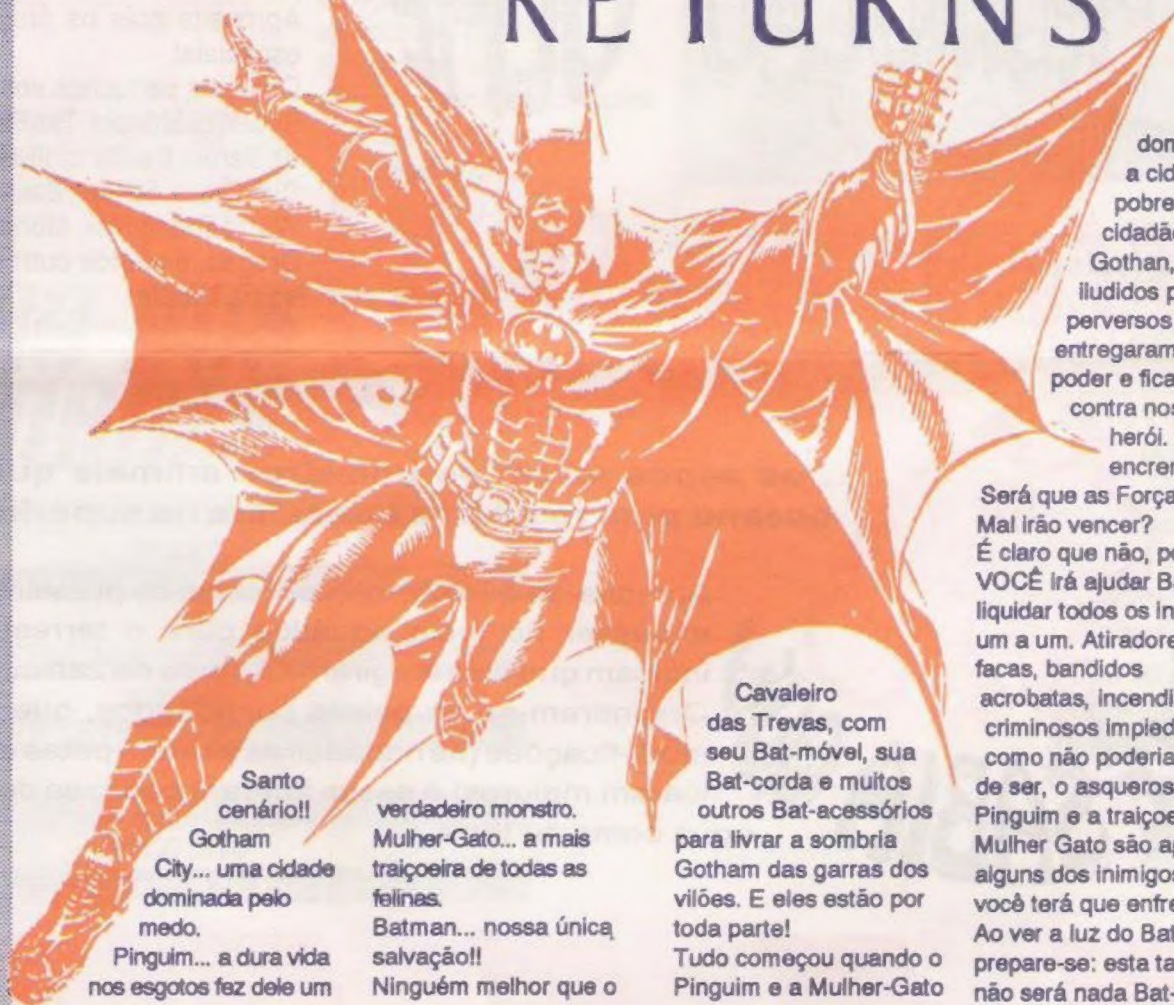 RETURNS
Santo
cenário!!
Gotham
City... uma cidade
dominada pelo
medo.
Pinguim... a dura vida
nos esgotos fez dele um
verdadeiro monstro.
Mulher-Gato... a mais
traiçoeira de todas as
felinas.
Batman... nossa única
salvação!!
Ninguém melhor que o
Cavaleiro
das Trevas, com
seu Bat-móvel, sua
Bat-corda e muitos
outros Bat-acessórios
para livrar a sombria
Gotham das garras dos
vilões. E eles estão por
toda parte!
Tudo começou quando o
Pinguim e a Mulher-Gato
dom
a cid
pobre
cidadã
Gothan,
iludidos p
perversos
entregaram
poder e fica
contra nos
herói.
encren
Será que as Força
Mal irão vencer?
É claro que não, po
VOCÊ irá ajudar B
liquidar todos os in
um a um. Atiradore
facas, bandidos
acrobatas, incendi
criminosos impied
como não poderia
de ser, o asqueros
Pinguim e a traiçoe
Mulher Gato são ap
alguns dos inimigos
você terá que enfre
Ao ver a luz do Bat
prepare-se: esta ta
não será nada Bat-